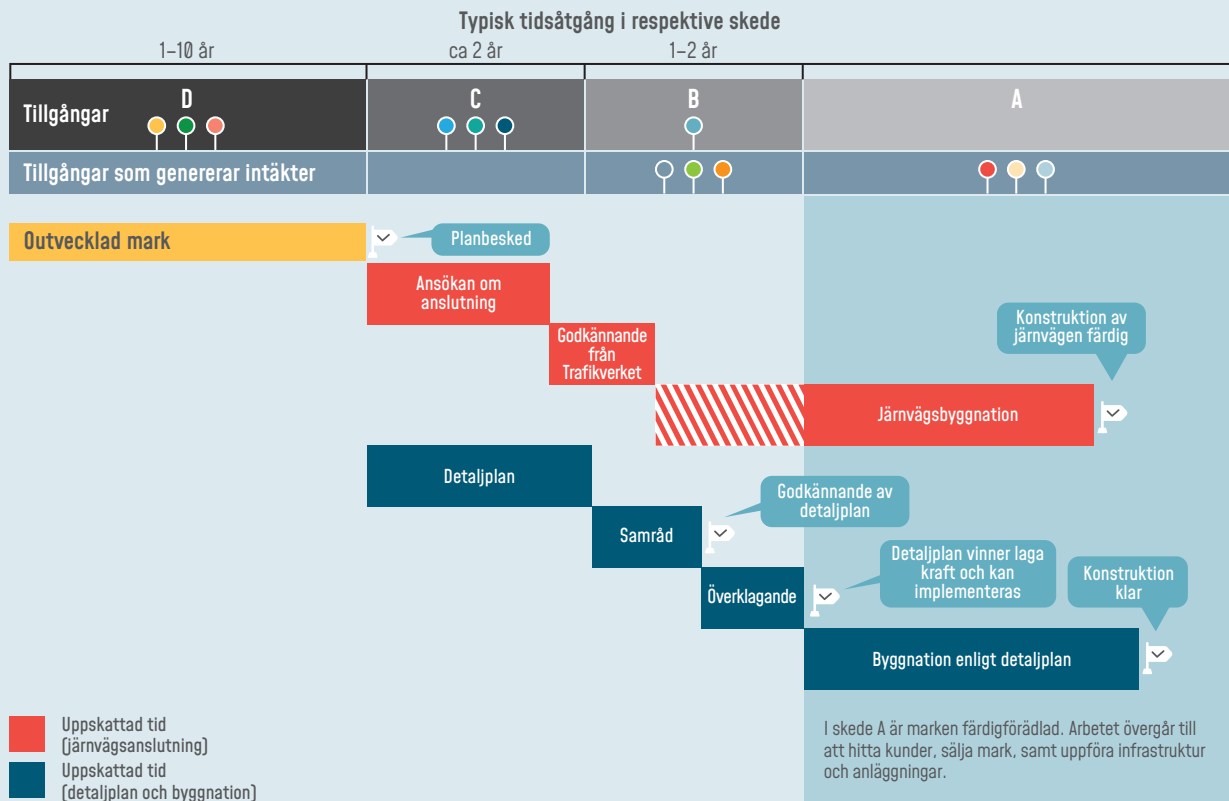 Typisk tidsåtgång i respektive skede
1–10 år
ca 2 år
1–2 år
Tillgångar
D
C
B
A
Tillgångar som genererar intäkter
Outvecklad mark
Planbesked
Ansökan om
anslutning
Godkännande
från
Trafikverket
Konstruktion av
järnvägen färdig
Järnvägsbyggnation
Detaljplan
Samråd
Godkännande av
detaljplan
Överklagande
Detaljplan vinner laga
kraft och kan
implementeras
Konstruktion
klar
Byggnation enligt detaljplan
Uppskattad tid
(järnvägsanslutning)
Uppskattad tid
(detaljplan och byggnation)
I skede A är marken färdigförädlad. Arbetet övergår till
att hitta kunder, sälja mark, samt uppföra infrastruktur
och anläggningar.